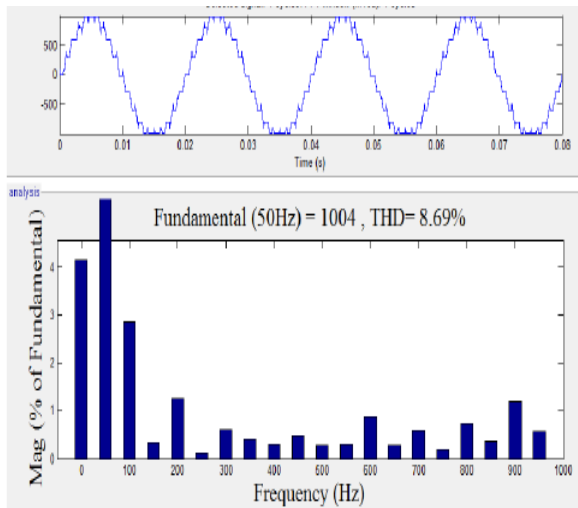 500
0
-500
0 0.01 0.02 0.03 0.04 0.05 0.06 0.07 0.08
Time (s)
analysis
Fundamental (50Hz) = 1004 , THD= 8.69%
Mag (% of Fundamental)
4
3
2
1
0
0 100 200 300 400 500 600 600 700 800 900 1000
Frequency (Hz)